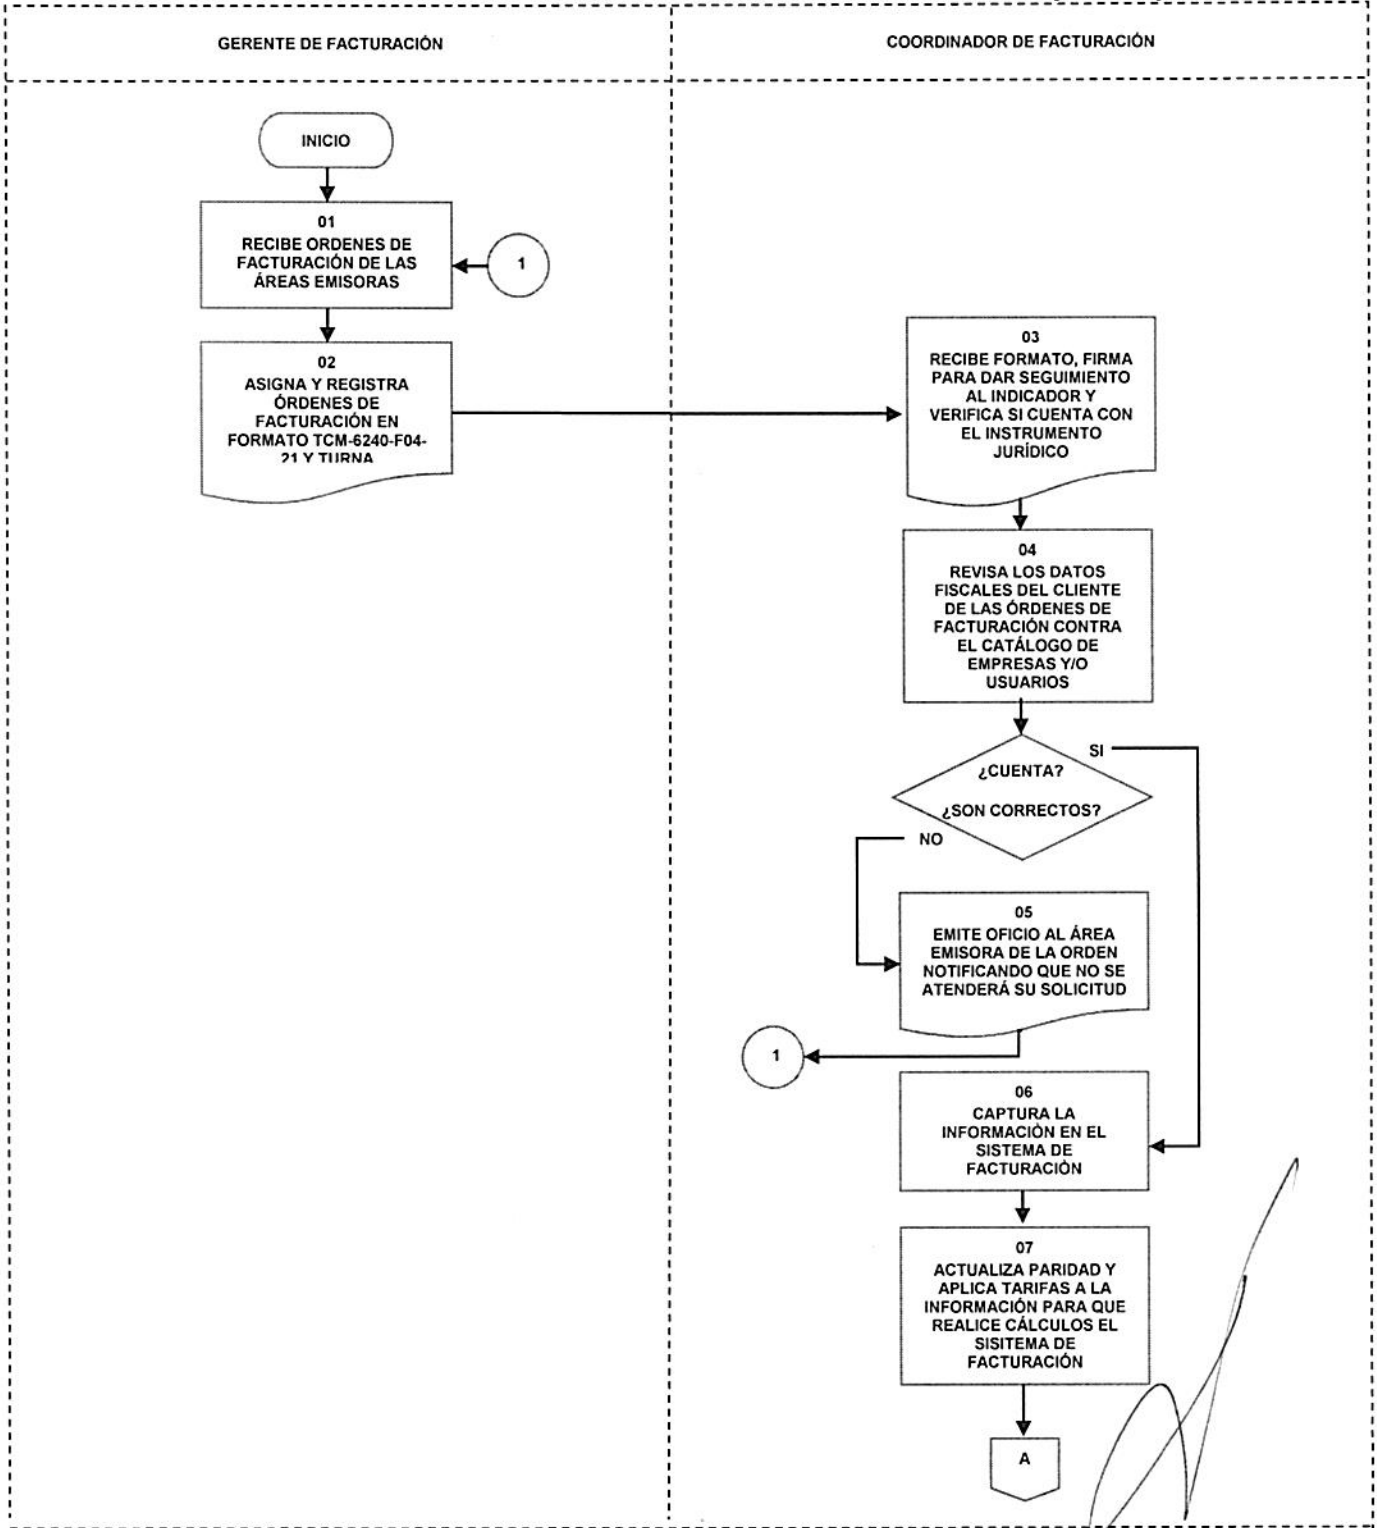 GERENTE DE FACTURACIÓN
COORDINADOR DE FACTURACIÓN
INICIO
01
RECIBE ORDENES DE
FACTURACIÓN DE LAS
ÁREAS EMISORAS
1
02
ASIGNA Y REGISTRA
ÓRDENES DE
FACTURACIÓN EN
FORMATO TCM-6240-F04-
21 Y TURNA
03
RECIBE FORMATO, FIRMA
PARA DAR SEGUIMIENTO
AL INDICADOR Y
VERIFICA SI CUENTA CON
EL INSTRUMENTO
JURÍDICO
04
REVISA LOS DATOS
FISCALES DEL CLIENTE
DE LAS ÓRDENES DE
FACTURACIÓN CONTRA
EL CATÁLOGO DE
EMPRESAS Y/O
USUARIOS
SI
¿CUENTA?
¿SON CORRECTOS?
NO
05
EMITE OFICIO AL ÁREA
EMISORA DE LA ORDEN
NOTIFICANDO QUE NO SE
ATENDERÁ SU SOLICITUD
1
06
CAPTURA LA
INFORMACIÓN EN EL
SISTEMA DE
FACTURACIÓN
07
ACTUALIZA PARIDAD Y
APLICA TARIFAS A LA
INFORMACIÓN PARA QUE
REALICE CÁLCULOS EL
SISITEMA DE
FACTURACIÓN
A